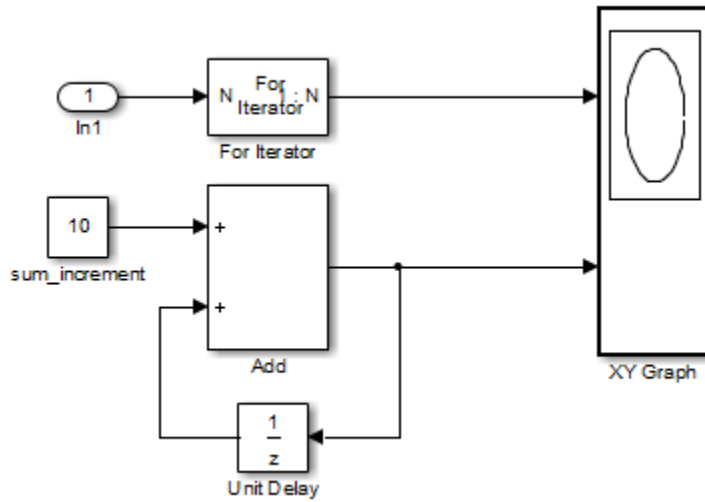 1
In1
For
N 1 : N
Iterator
For Iterator
10
sum_increment
+
+
Add
1
z
Unit Delay
XY Graph